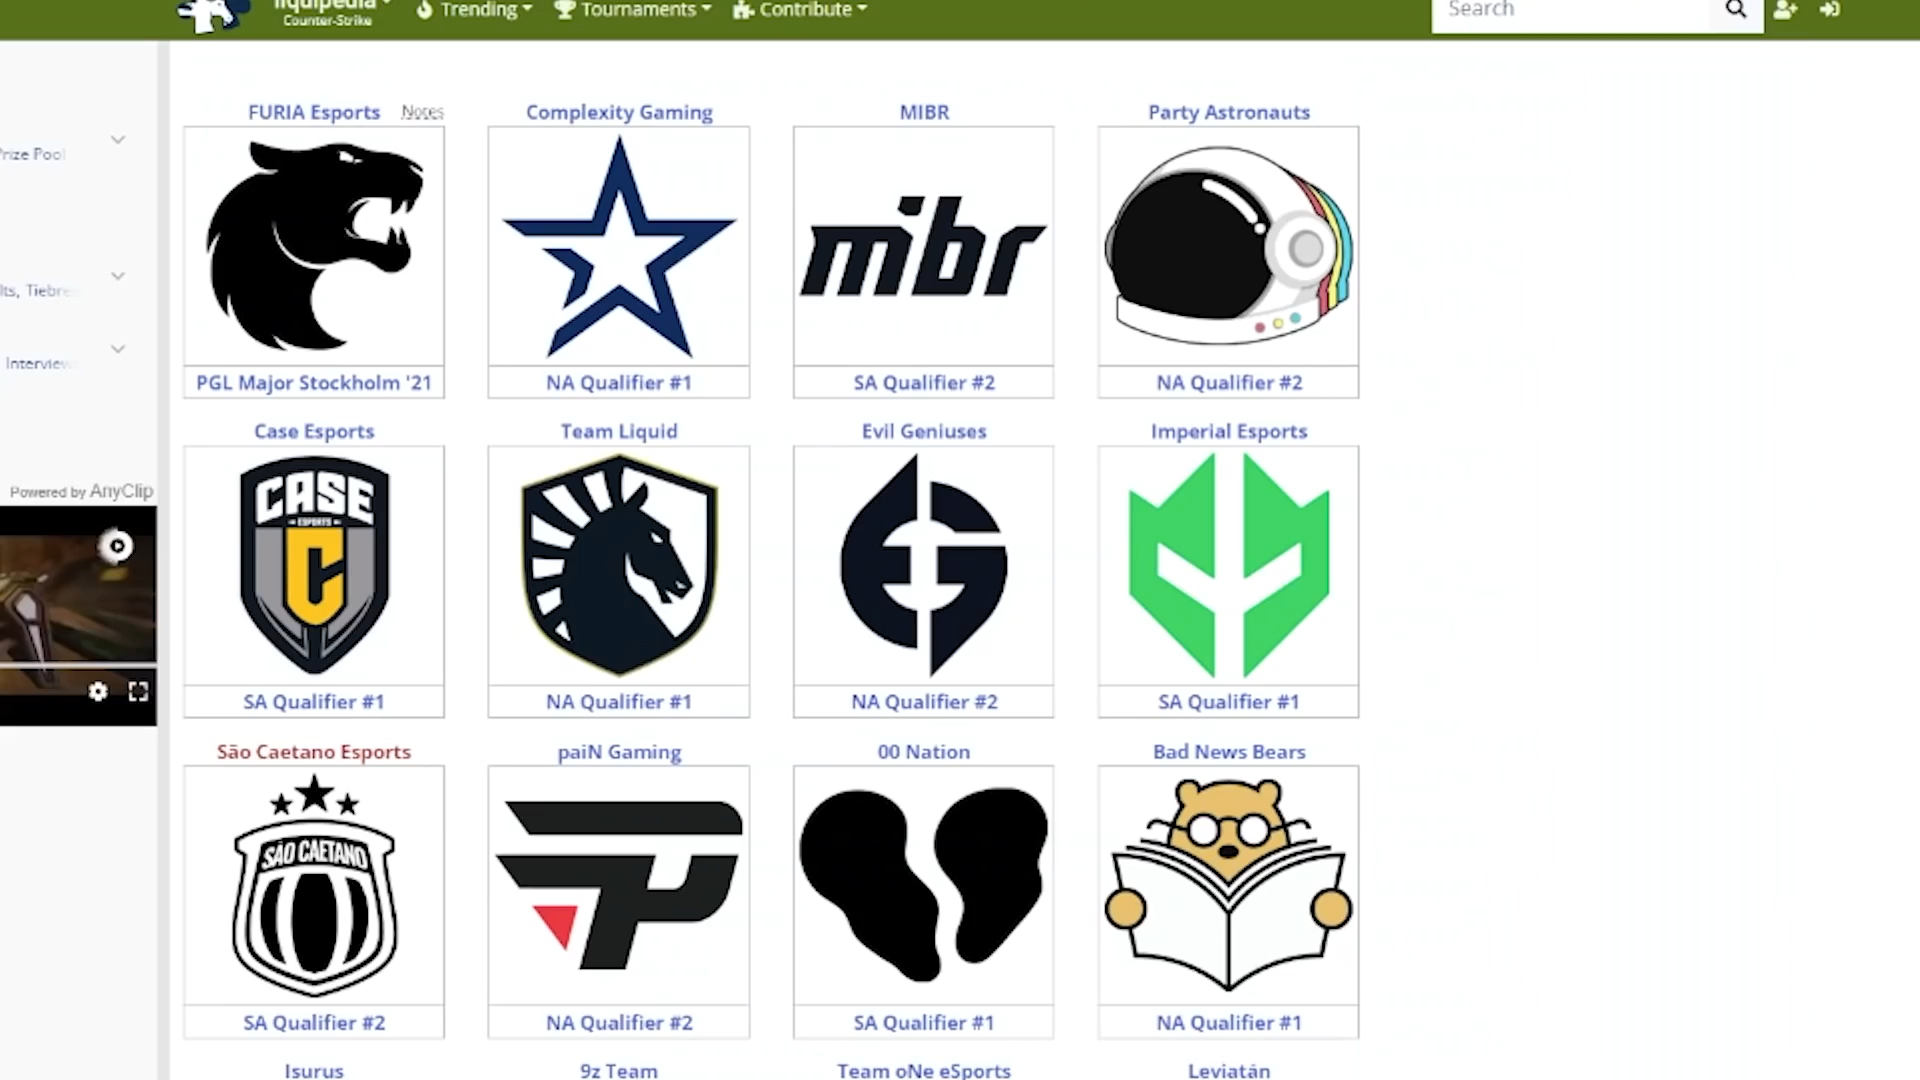 liquipedia
Counter-Strike
Trending
Tournaments
Contribute
Search
Prize Pool
Interviews
Powered by AnyClip
FURIA Esports Notes
Complexity Gaming
MIBR
Party Astronauts
mibr
PGL Major Stockholm '21
NA Qualifier #1
SA Qualifier #2
NA Qualifier #2
Case Esports
Team Liquid
Evil Geniuses
Imperial Esports
CASE
ESPORTS
C
SA Qualifier #1
NA Qualifier #1
NA Qualifier #2
SA Qualifier #1
São Caetano Esports
paiN Gaming
00 Nation
Bad News Bears
SÃO CAETANO
SA Qualifier #2
NA Qualifier #2
SA Qualifier #1
NA Qualifier #1
Isurus
9z Team
Team oNe eSports
Leviatán